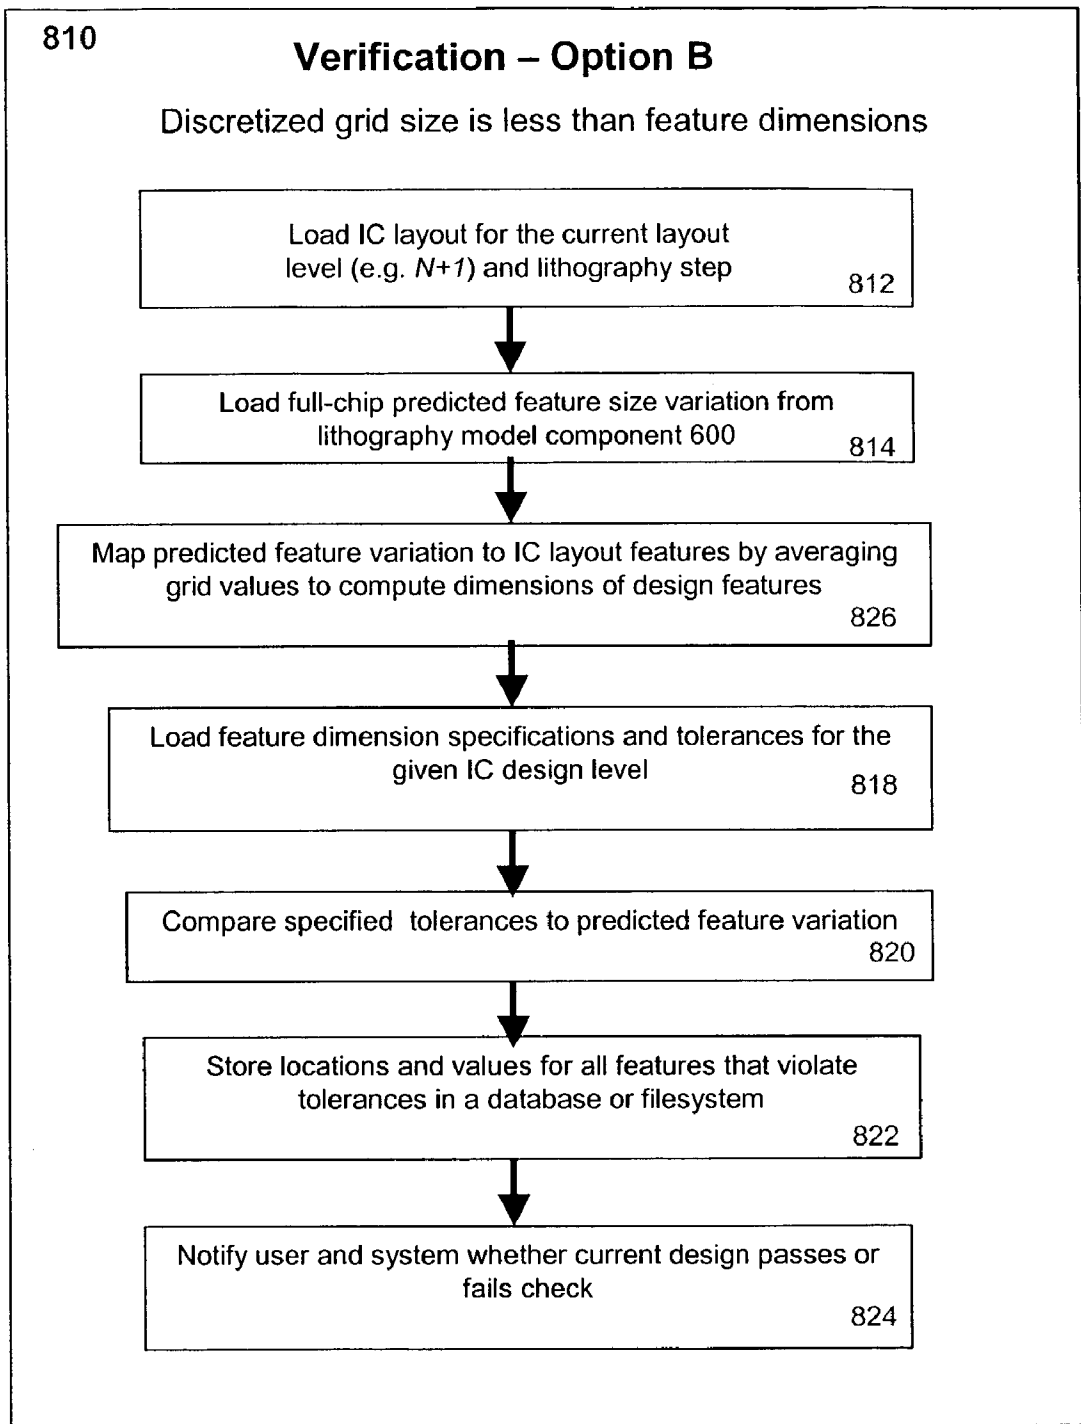 810
Verification – Option B
Discretized grid size is less than feature dimensions
Load IC layout for the current layout
level (e.g. N+1) and lithography step
812
Load full-chip predicted feature size variation from
lithography model component 600
814
Map predicted feature variation to IC layout features by averaging
grid values to compute dimensions of design features
826
Load feature dimension specifications and tolerances for the
given IC design level
818
Compare specified tolerances to predicted feature variation
820
Store locations and values for all features that violate
tolerances in a database or filesystem
822
Notify user and system whether current design passes or
fails check
824